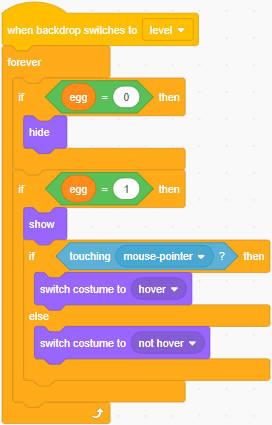 when backdrop switches to level
forever
if egg = 0 then
hide
if egg = 1 then
show
if touching mouse-pointer ? then
switch costume to hover
else
switch costume to not hover